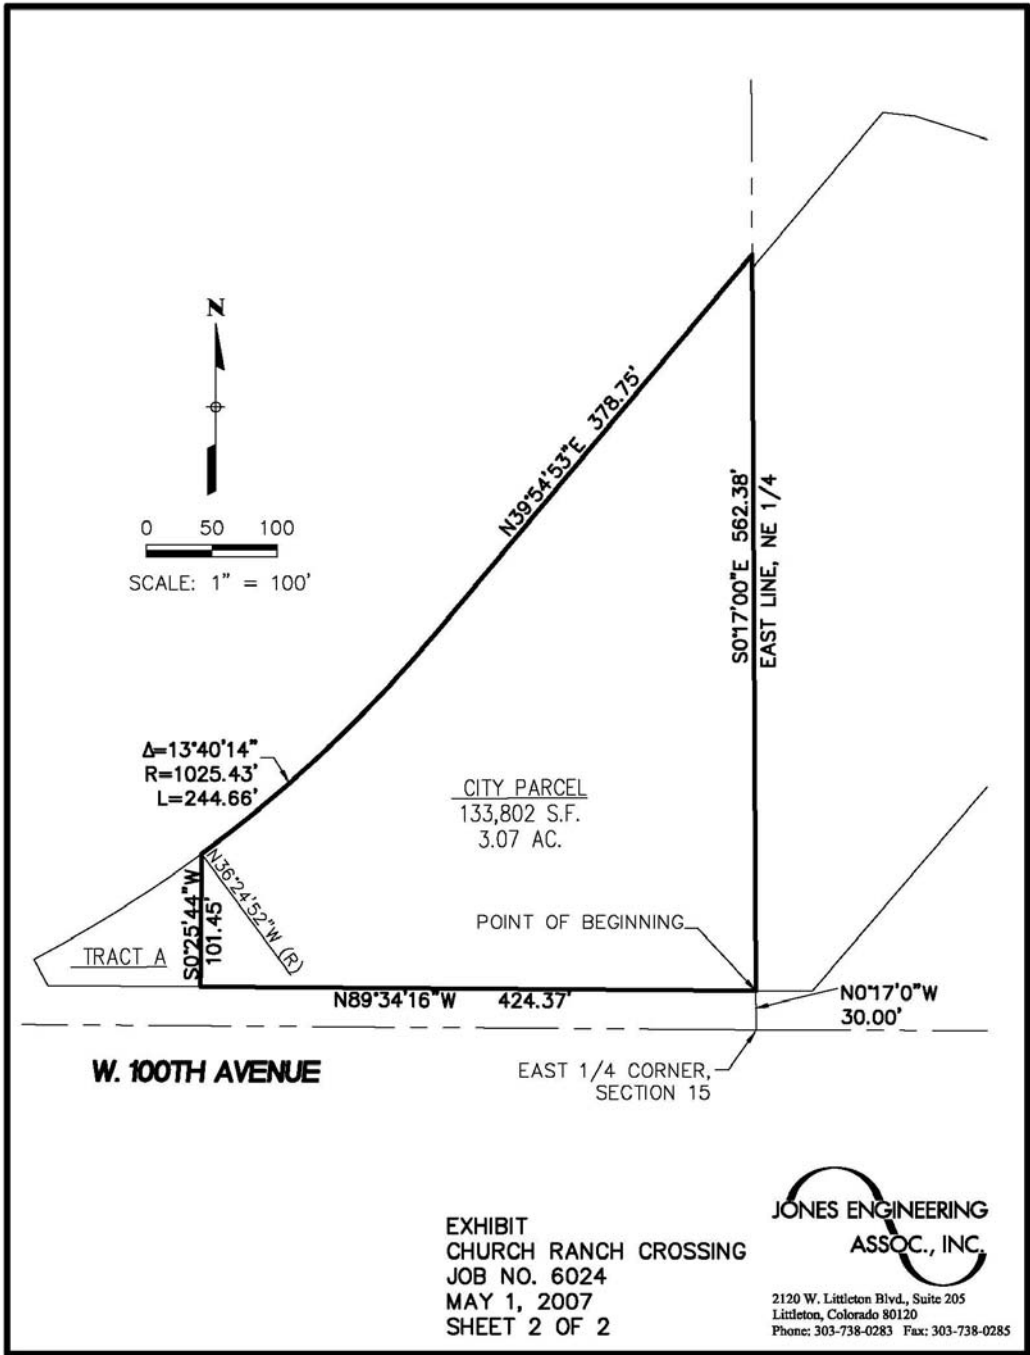 N
0 50 100
SCALE: 1" = 100'
N39°54'53"E 378.75'
S0°17'00"E 562.38'
EAST LINE, NE 1/4
Δ=13°40'14"
R=1025.43'
L=244.66'
CITY PARCEL
133,802 S.F.
3.07 AC.
N36°24'52"W (R)
S0°25'44"W
101.45'
TRACT A
POINT OF BEGINNING
N89°34'16"W 424.37'
N0°17'0"W
30.00'
W. 100TH AVENUE
EAST 1/4 CORNER,
SECTION 15
EXHIBIT
CHURCH RANCH CROSSING
JOB NO. 6024
MAY 1, 2007
SHEET 2 OF 2
JONES ENGINEERING
ASSOC., INC.
2120 W. Littleton Blvd., Suite 205
Littleton, Colorado 80120
Phone: 303-738-0283 Fax: 303-738-0285